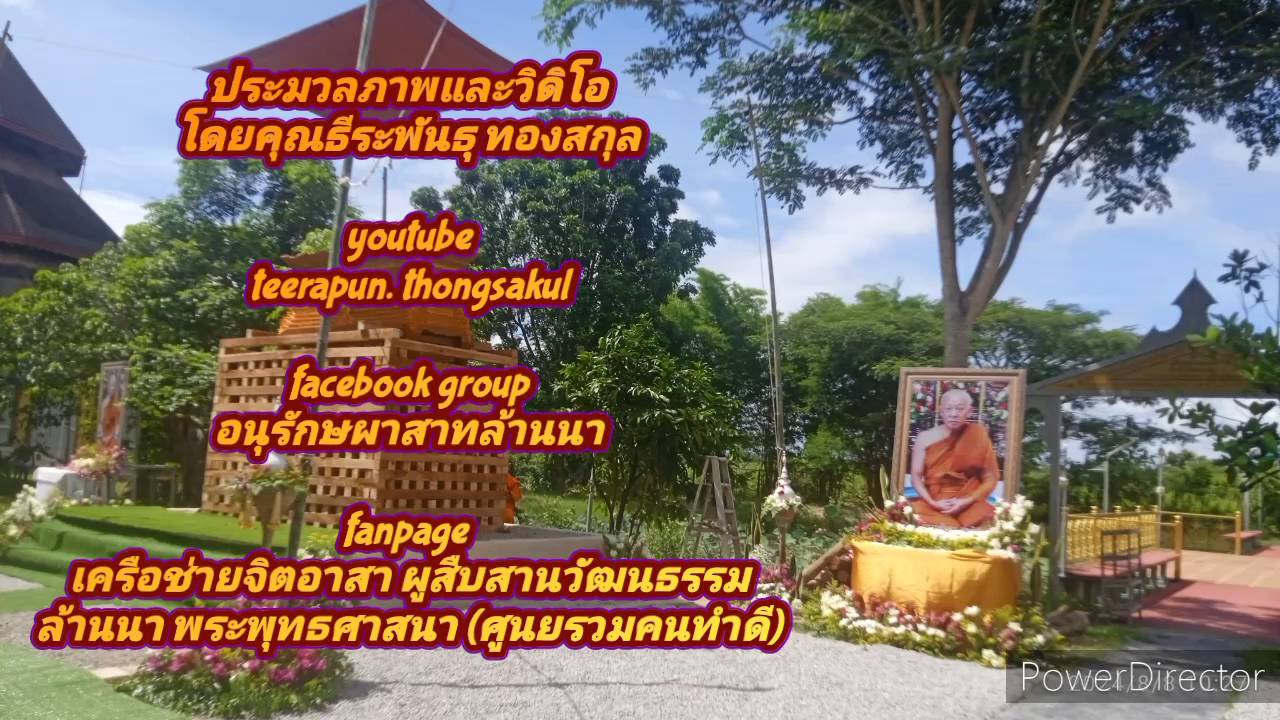 ประมวลภาพและวิดิโอ
โดยคุณธีระพันธุ ทองสกุล
youtube
teerapun. thongsakul
facebook group
อนุรักษผาสาทล้านนา
fanpage
เครือช่ายจิตอาสา ผูสืบสานวัฒนธรรม
ล้านนา พระพุทธศาสนา (ศูนยรวมคนทำดี)
PowerDirector